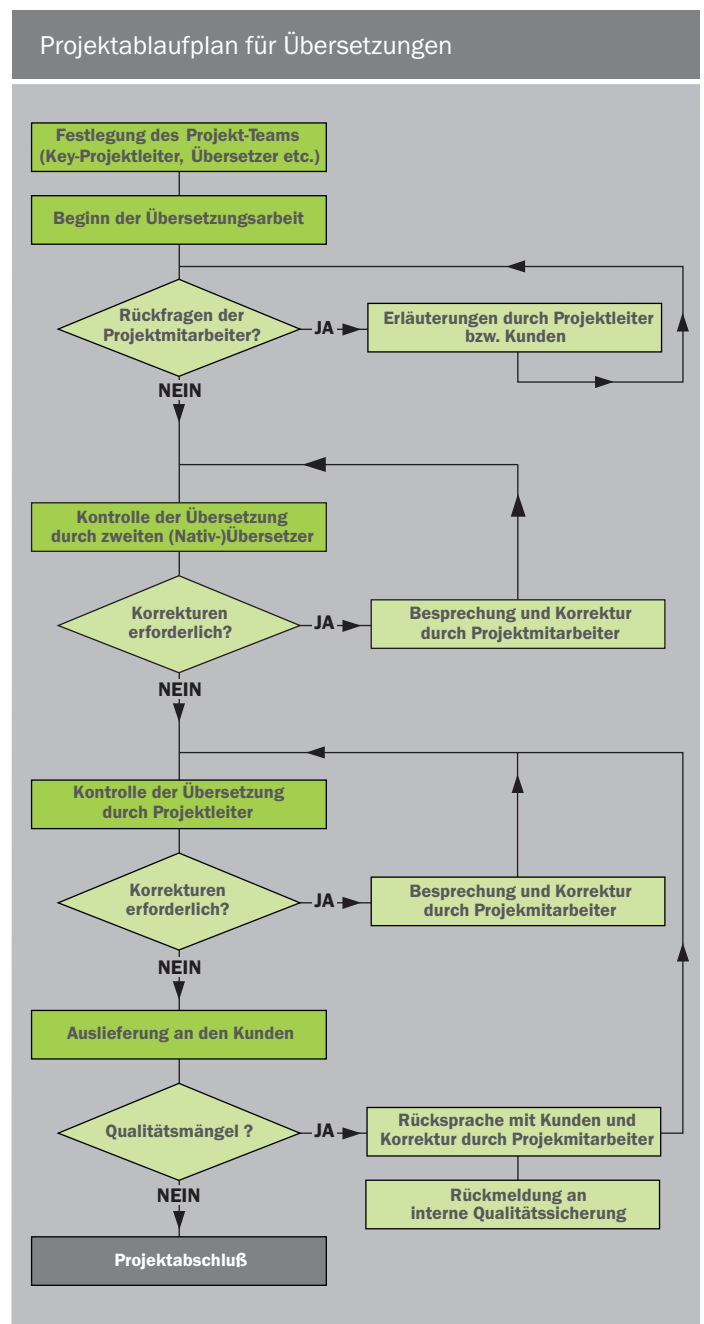 Projektablaufplan für Übersetzungen
Festlegung des Projekt-Teams
(Key-Projektleiter, Übersetzer etc.)
Beginn der Übersetzungsarbeit
Rückfragen der
Projektmitarbeiter?
JA
Erläuterungen durch Projektleiter
bzw. Kunden
NEIN
Kontrolle der Übersetzung
durch zweiten (Nativ-)Übersetzer
Korrekturen
erforderlich?
JA
Besprechung und Korrektur
durch Projektmitarbeiter
NEIN
Kontrolle der Übersetzung
durch Projektleiter
Korrekturen
erforderlich?
JA
Besprechung und Korrektur
durch Projekmitarbeiter
NEIN
Auslieferung an den Kunden
Qualitätsmängel ?
JA
Rücksprache mit Kunden und
Korrektur durch Projekmitarbeiter
NEIN
Rückmeldung an
interne Qualitätssicherung
Projektabschluß